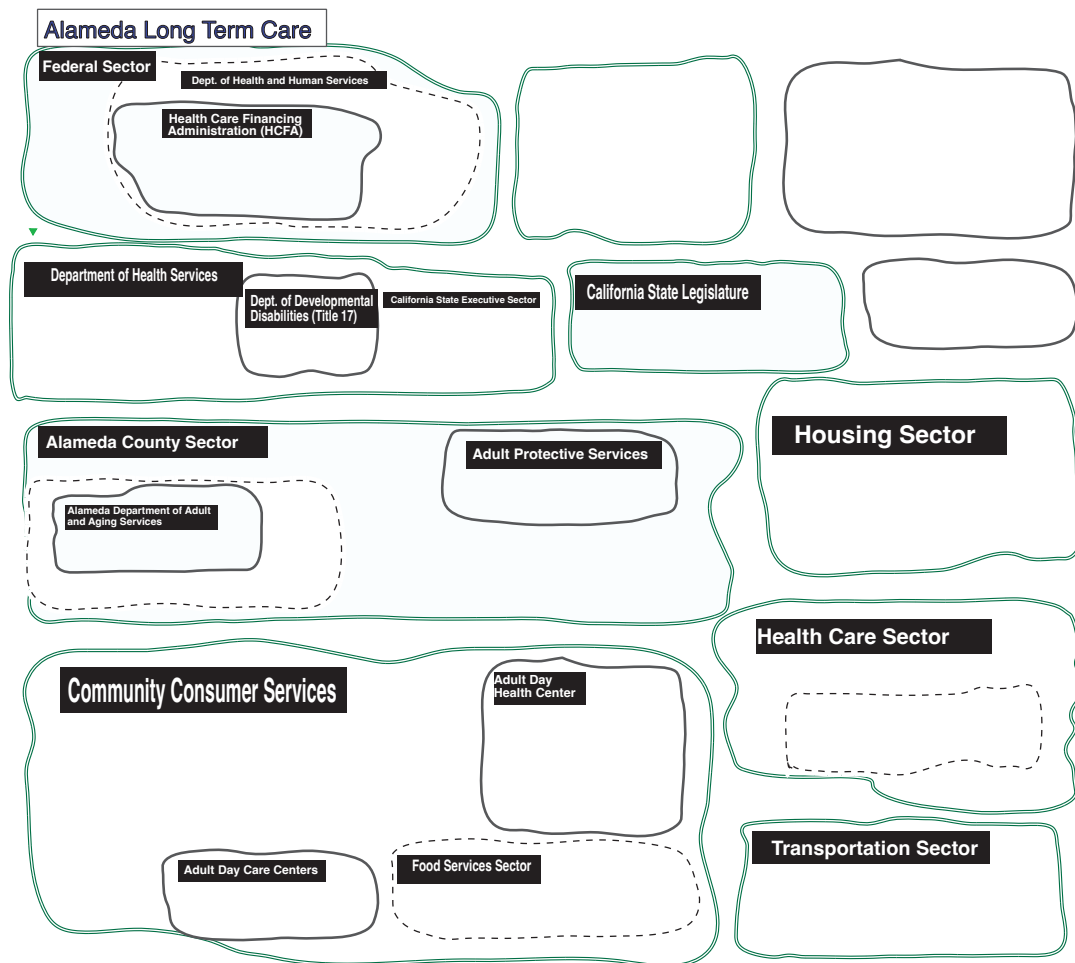 Alameda Long Term Care
Federal Sector
Dept. of Health and Human Services
Health Care Financing
Administration (HCFA)
Department of Health Services
Dept. of Developmental
Disabilities (Title 17)
California State Executive Sector
California State Legislature
Alameda County Sector
Adult Protective Services
Housing Sector
Alameda Department of Adult
and Aging Services
Health Care Sector
Community Consumer Services
Adult Day
Health Center
Adult Day Care Centers
Food Services Sector
Transportation Sector